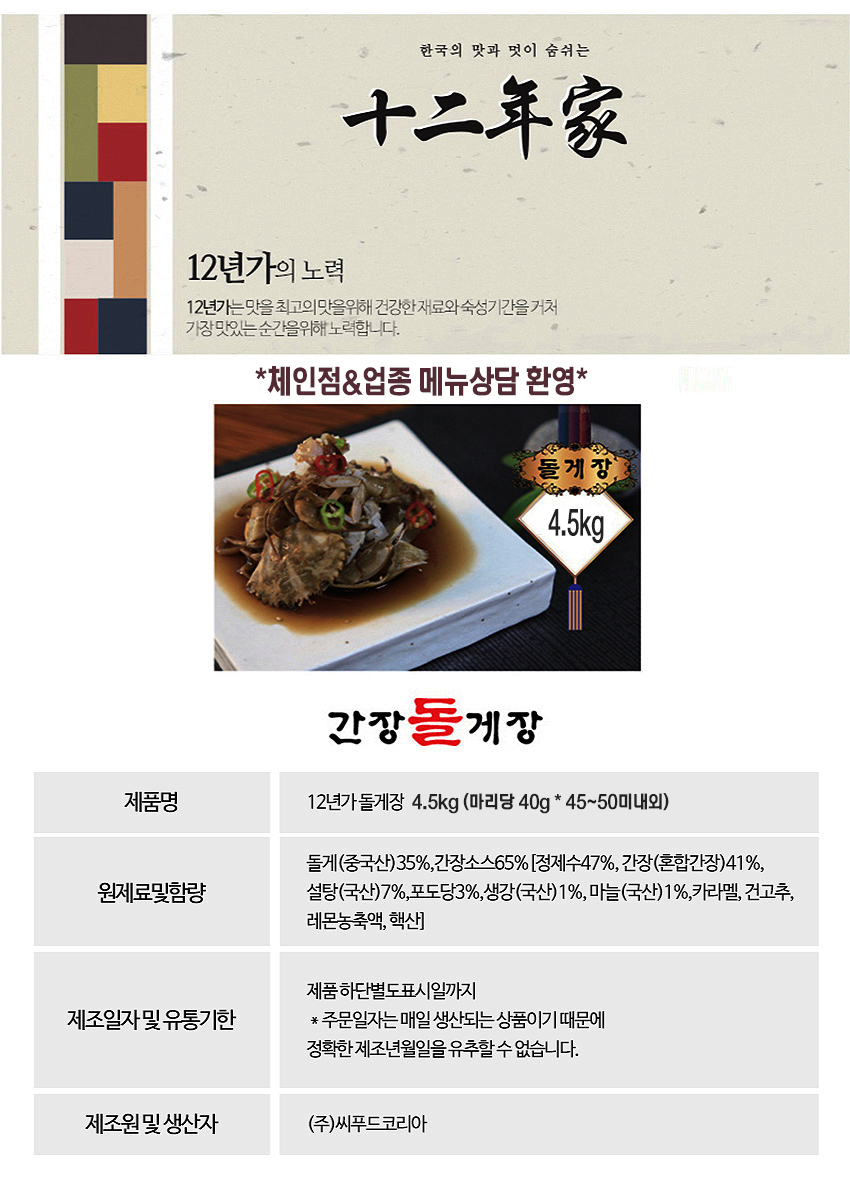 한국의 맛과 멋이 숨쉬는
十二年家
12년가의 노력
12년가는 맛을 최고의 맛을위해 건강한 재료와 숙성기간을 거처
가장 맛있는 순간을위해 노력합니다.
*체인점&업종 메뉴상담 환영*
돌게장
4.5kg
간장돌게장
제품명
12년가 돌게장 4.5kg (마리당 40g * 45~50미내외)
원제료및함량
돌게(중국산)35%,간장소스65%[정제수47%, 간장(혼합간장)41%,
설탕(국산)7%,포도당3%,생강(국산)1%, 마늘(국산)1%,카라멜, 건고추,
레몬농축액, 핵산]
제조일자 및 유통기한
제품 하단별도표시일까지
* 주문일자는 매일 생산되는 상품이기 때문에
정확한 제조년월일을 유추할 수 없습니다.
제조원 및 생산자
(주)씨푸드코리아